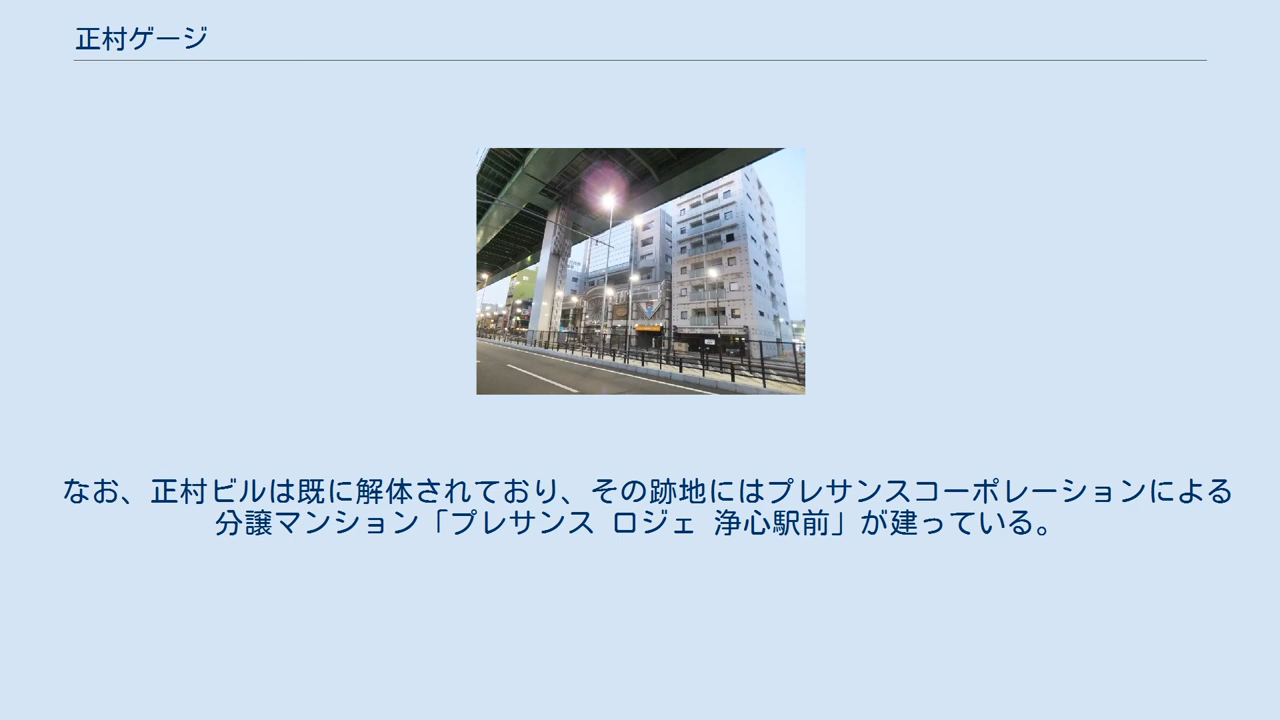 正村ゲージ
なお、正村ビルは既に解体されており、その跡地にはプレサンスコーポレーションによる
分譲マンション「プレサンス ロジェ 浄心駅前」が建っている。